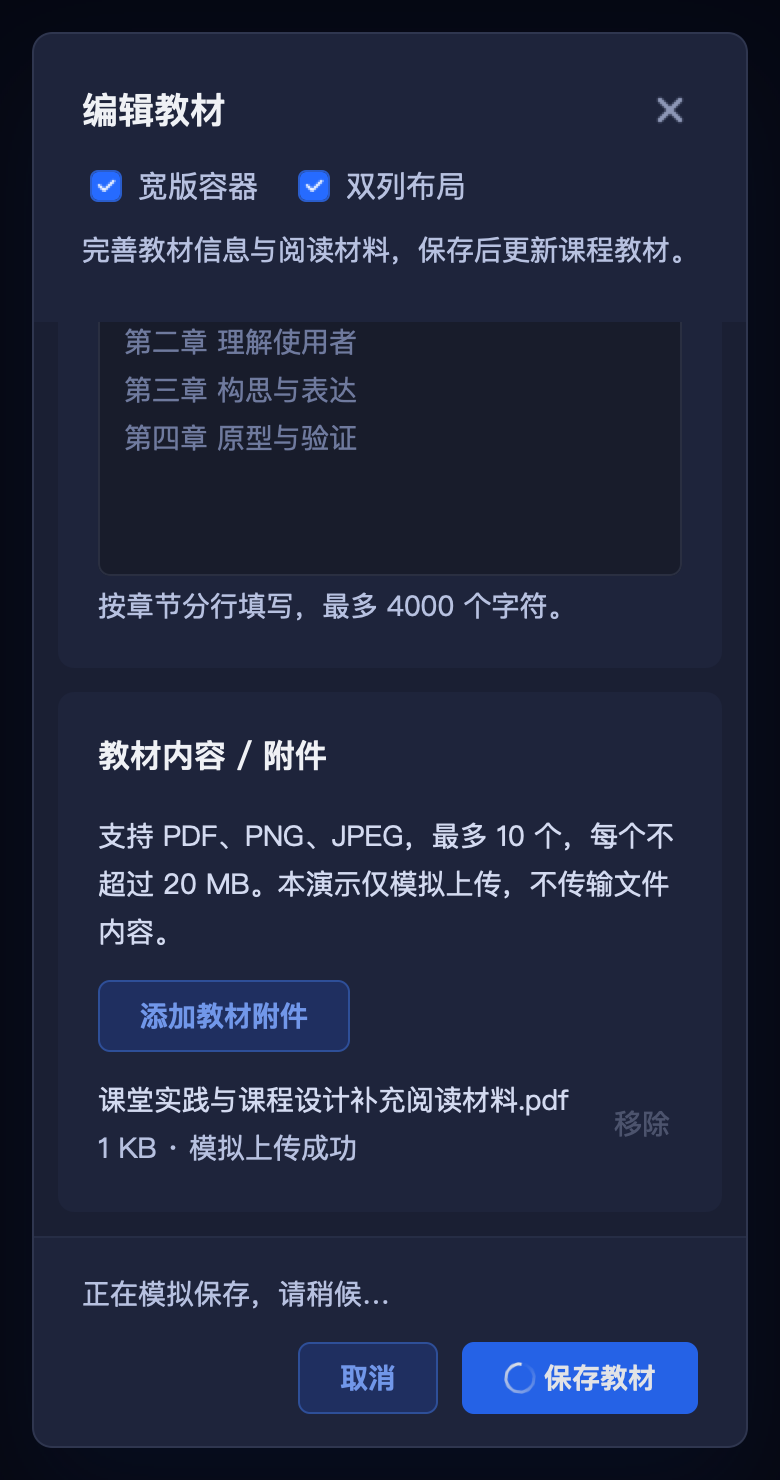 编辑教材
宽版容器 双列布局
完善教材信息与阅读材料，保存后更新课程教材。
第二章 理解使用者
第三章 构思与表达
第四章 原型与验证
按章节分行填写，最多 4000 个字符。
教材内容 / 附件
支持 PDF、PNG、JPEG，最多 10 个，每个不
超过 20 MB。本演示仅模拟上传，不传输文件
内容。
添加教材附件
课堂实践与课程设计补充阅读材料.pdf
1 KB · 模拟上传成功
移除
正在模拟保存，请稍候…
取消 保存教材